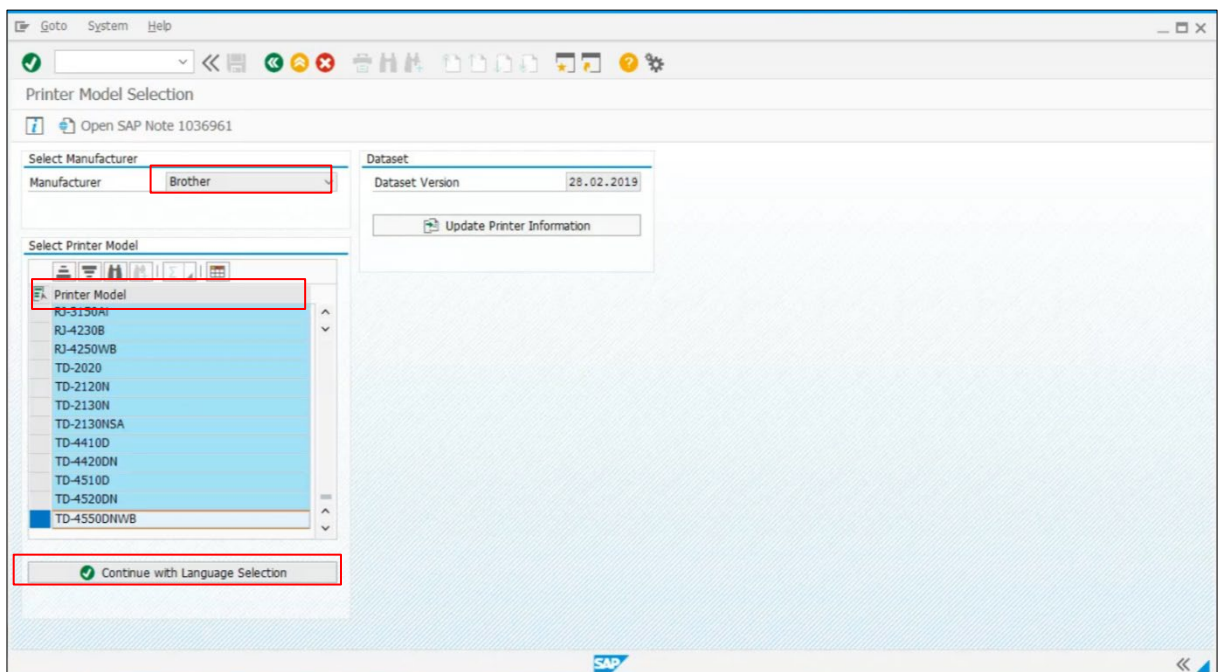 Goto System Help
Printer Model Selection
Open SAP Note 1036961
Select Manufacturer
Manufacturer Brother
Dataset
Dataset Version 28.02.2019
Update Printer Information
Select Printer Model
Printer Model
RJ-3150AI
RJ-4230B
RJ-4250WB
TD-2020
TD-2120N
TD-2130N
TD-2130NSA
TD-4410D
TD-4420DN
TD-4510D
TD-4520DN
TD-4550DNWB
Continue with Language Selection
SAP